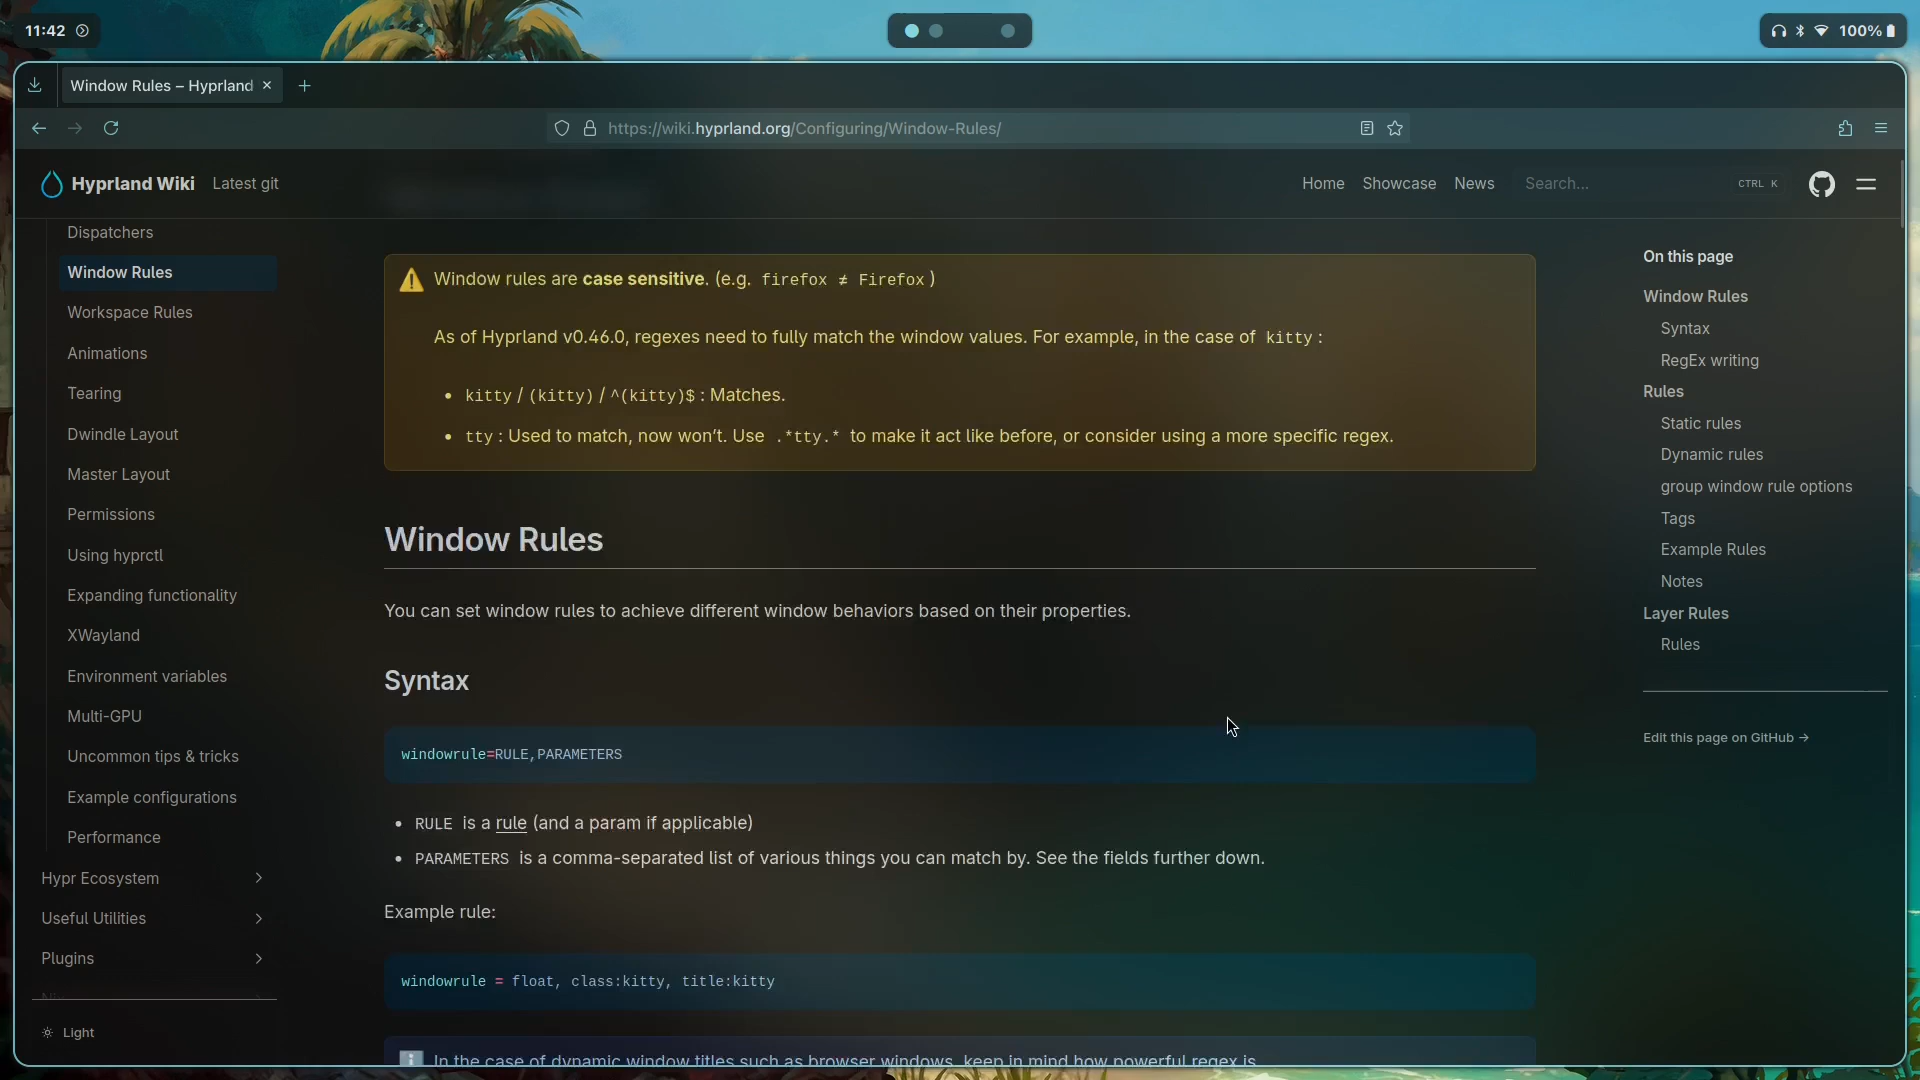 11:42
100%
Window Rules – Hyprland
https://wiki.hyprland.org/Configuring/Window-Rules/
Hyprland Wiki
Latest git
Home
Showcase
News
Search...
CTRL K
Dispatchers
Window Rules
Workspace Rules
Animations
Tearing
Dwindle Layout
Master Layout
Permissions
Using hyprctl
Expanding functionality
XWayland
Environment variables
Multi-GPU
Uncommon tips & tricks
Example configurations
Performance
Hypr Ecosystem
Useful Utilities
Plugins
Light
Window rules are case sensitive. (e.g. firefox ≠ Firefox )
As of Hyprland v0.46.0, regexes need to fully match the window values. For example, in the case of kitty :
• kitty / (kitty) / ^(kitty)$ : Matches.
• tty : Used to match, now won’t. Use .*tty.* to make it act like before, or consider using a more specific regex.
Window Rules
You can set window rules to achieve different window behaviors based on their properties.
Syntax
windowrule=RULE,PARAMETERS
• RULE is a rule (and a param if applicable)
• PARAMETERS is a comma-separated list of various things you can match by. See the fields further down.
Example rule:
windowrule = float, class:kitty, title:kitty
In the case of dynamic window titles such as browser windows, keep in mind how powerful regex is.
On this page
Window Rules
Syntax
RegEx writing
Rules
Static rules
Dynamic rules
group window rule options
Tags
Example Rules
Notes
Layer Rules
Rules
Edit this page on GitHub →